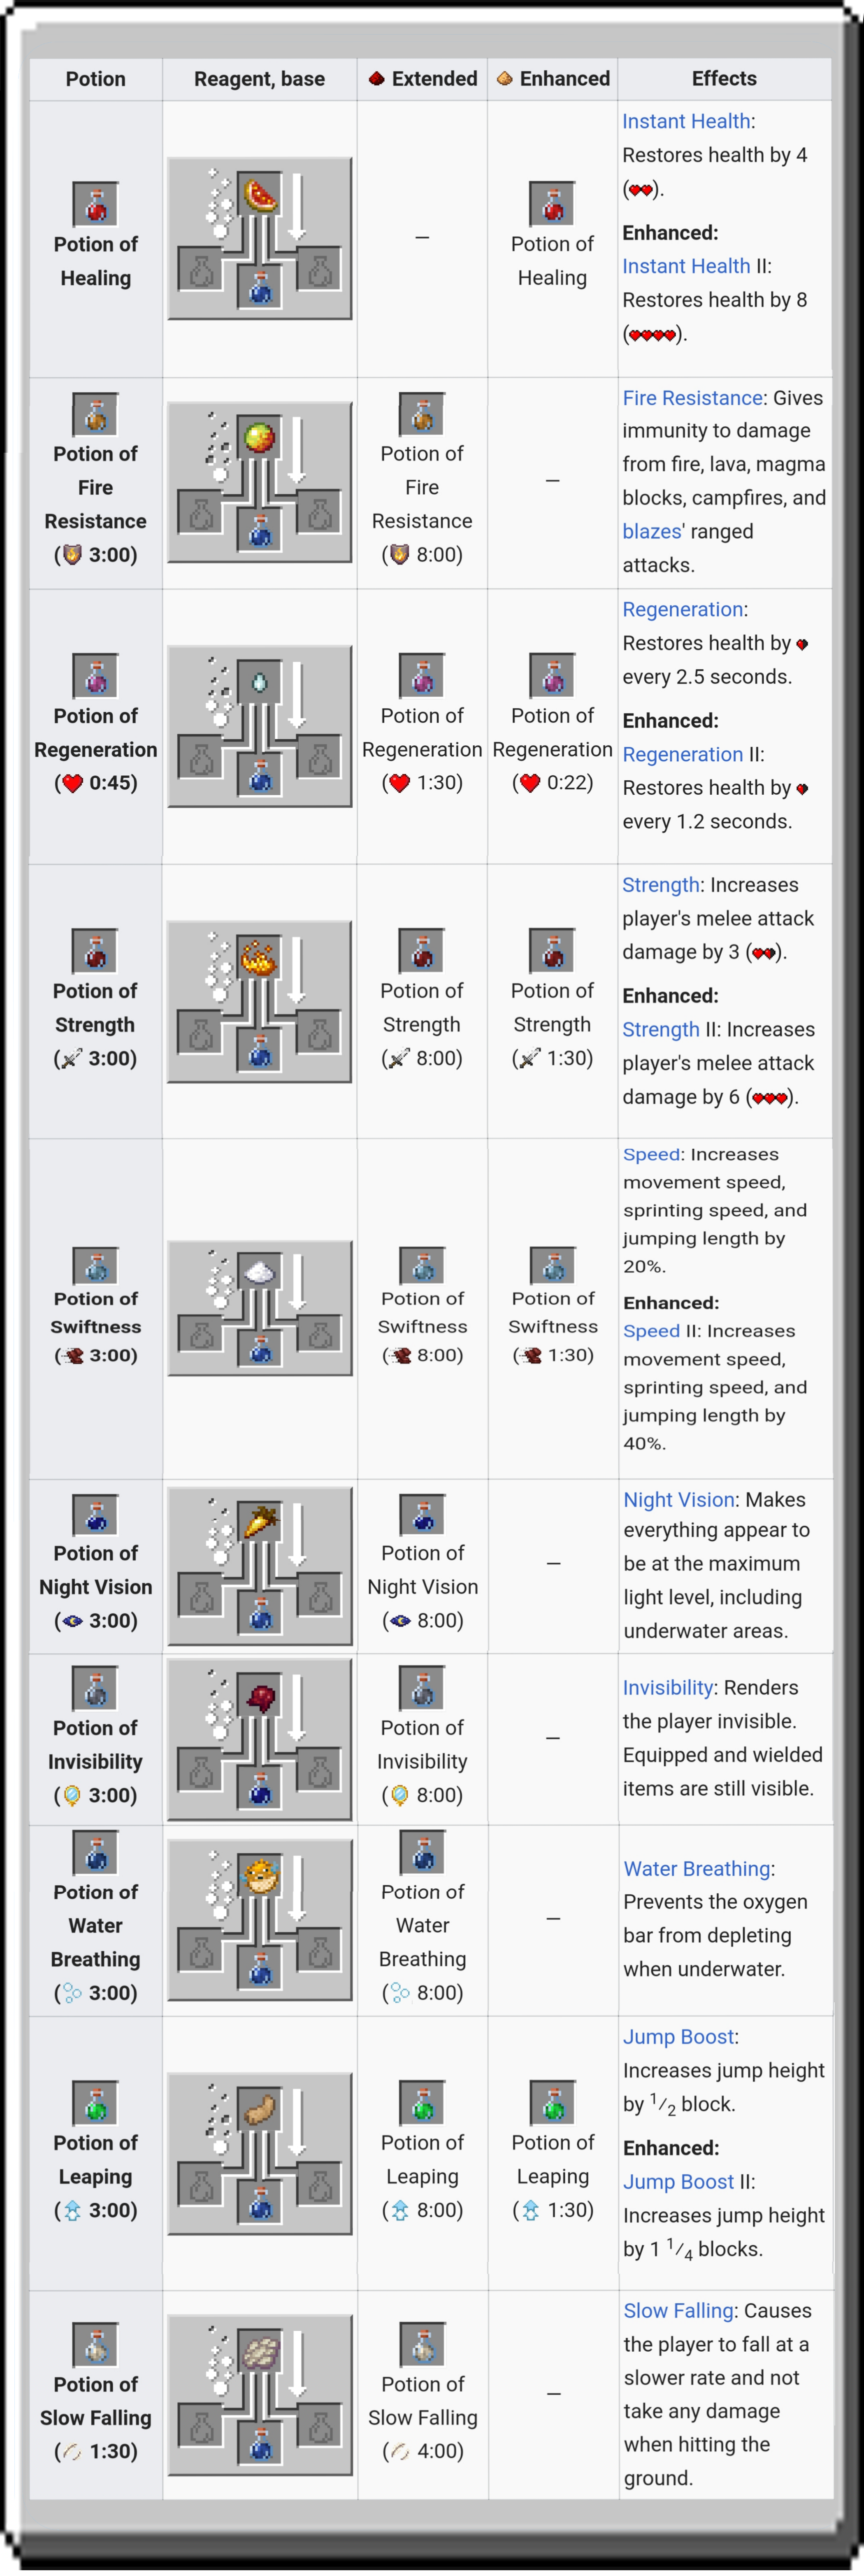 Potion Reagent, base Extended Enhanced Effects
Potion of
Healing
–
Potion of
Healing
Instant Health:
Restores health by 4
( ).
Enhanced:
Instant Health II:
Restores health by 8
( ).
Potion of
Fire
Resistance
( 3:00)
Potion of
Fire
Resistance
( 8:00)
–
Fire Resistance: Gives
immunity to damage
from fire, lava, magma
blocks, campfires, and
blazes' ranged
attacks.
Potion of
Regeneration
( 0:45)
Potion of
Regeneration
( 1:30)
Potion of
Regeneration
( 0:22)
Regeneration:
Restores health by
every 2.5 seconds.
Enhanced:
Regeneration II:
Restores health by
every 1.2 seconds.
Potion of
Strength
( 3:00)
Potion of
Strength
( 8:00)
Potion of
Strength
( 1:30)
Strength: Increases
player's melee attack
damage by 3 ( ).
Enhanced:
Strength II: Increases
player's melee attack
damage by 6 ( ).
Potion of
Swiftness
( 3:00)
Potion of
Swiftness
( 8:00)
Potion of
Swiftness
( 1:30)
Speed: Increases
movement speed,
sprinting speed, and
jumping length by
20%.
Enhanced:
Speed II: Increases
movement speed,
sprinting speed, and
jumping length by
40%.
Potion of
Night Vision
( 3:00)
Potion of
Night Vision
( 8:00)
–
Night Vision: Makes
everything appear to
be at the maximum
light level, including
underwater areas.
Potion of
Invisibility
( 3:00)
Potion of
Invisibility
( 8:00)
–
Invisibility: Renders
the player invisible.
Equipped and wielded
items are still visible.
Potion of
Water
Breathing
( 3:00)
Potion of
Water
Breathing
( 8:00)
–
Water Breathing:
Prevents the oxygen
bar from depleting
when underwater.
Potion of
Leaping
( 3:00)
Potion of
Leaping
( 8:00)
Potion of
Leaping
( 1:30)
Jump Boost:
Increases jump height
by 1/2 block.
Enhanced:
Jump Boost II:
Increases jump height
by 1 1/4 blocks.
Potion of
Slow Falling
( 1:30)
Potion of
Slow Falling
( 4:00)
–
Slow Falling: Causes
the player to fall at a
slower rate and not
take any damage
when hitting the
ground.